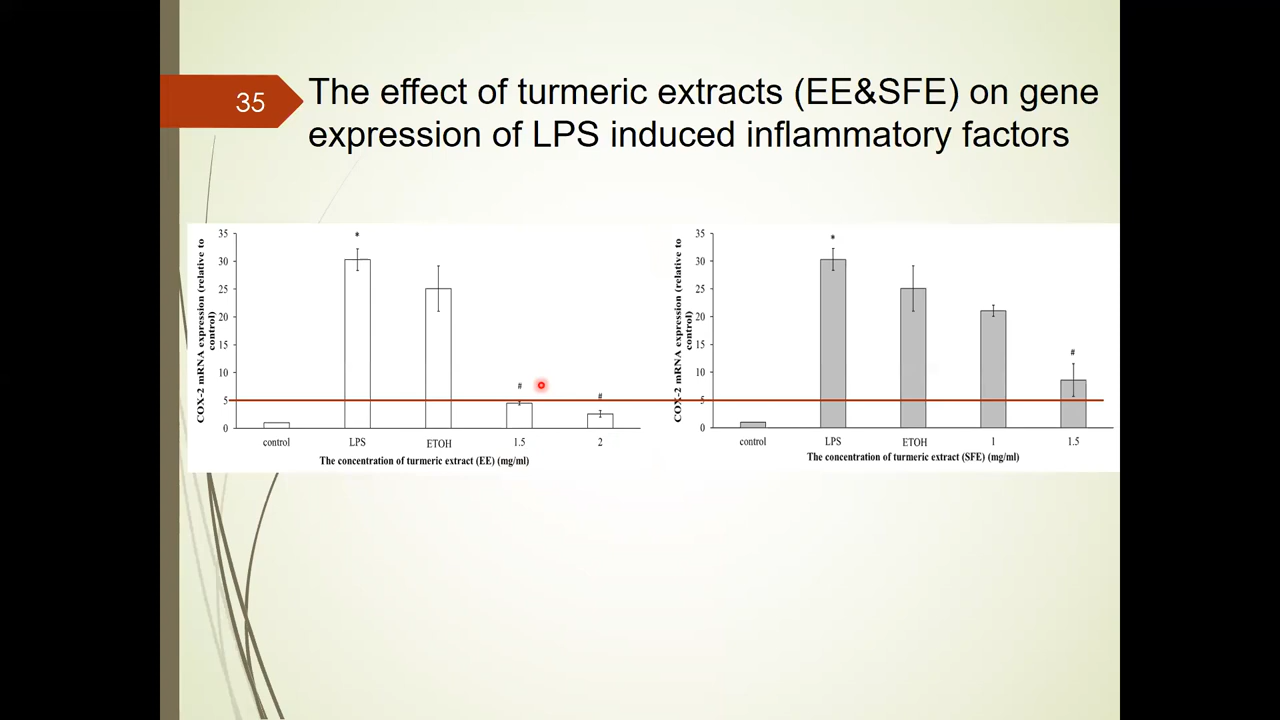 35
The effect of turmeric extracts (EE&SFE) on gene
expression of LPS induced inflammatory factors
COX-2 mRNA expression (relative to
control)
35
30
25
20
15
10
5
0
*
#
#
control LPS ETOH 1.5 2
The concentration of turmeric extract (EE) (mg/ml)
COX-2 mRNA expression (relative to
control)
35
30
25
20
15
10
5
0
*
#
control LPS ETOH 1 1.5
The concentration of turmeric extract (SFE) (mg/ml)